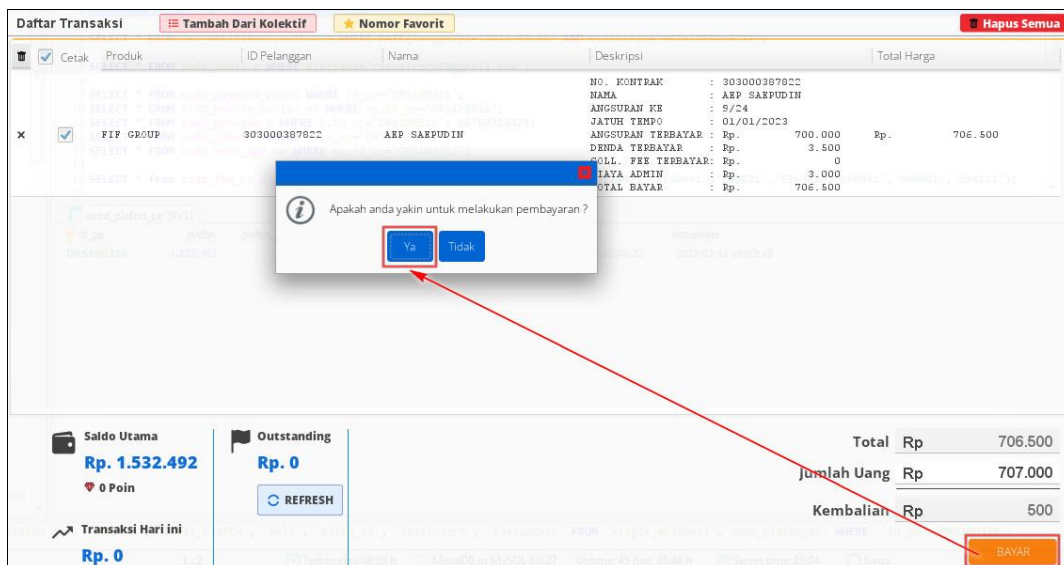 Daftar Transaksi Tambah Dari Kolektif Nomor Favorit Hapus Semua
Cetak Produk ID Pelanggan Nama Deskripsi Total Harga
NO. KONTRAK : 303000387822
NAMA : AEP SAEPUDIN
ANGSURAN KE : 9/24
JATUH TEMPO : 01/01/2023
× FIF GROUP 303000387822 AEP SAEPUDIN ANGSURAN TERBAYAR : Rp. 700.000 Rp. 706.500
DENDA TERBAYAR : Rp. 3.500
COLL. FEE TERBAYAR: Rp. 0
IAYA ADMIN : Rp. 3.000
OTAL BAYAR : Rp. 706.500
Apakah anda yakin untuk melakukan pembayaran ?
Ya Tidak
Saldo Utama
Rp. 1.532.492
0 Poin
Transaksi Hari ini
Rp. 0
Outstanding
Rp. 0
REFRESH
Total Rp 706.500
Jumlah Uang Rp 707.000
Kembalian Rp 500
BAYAR